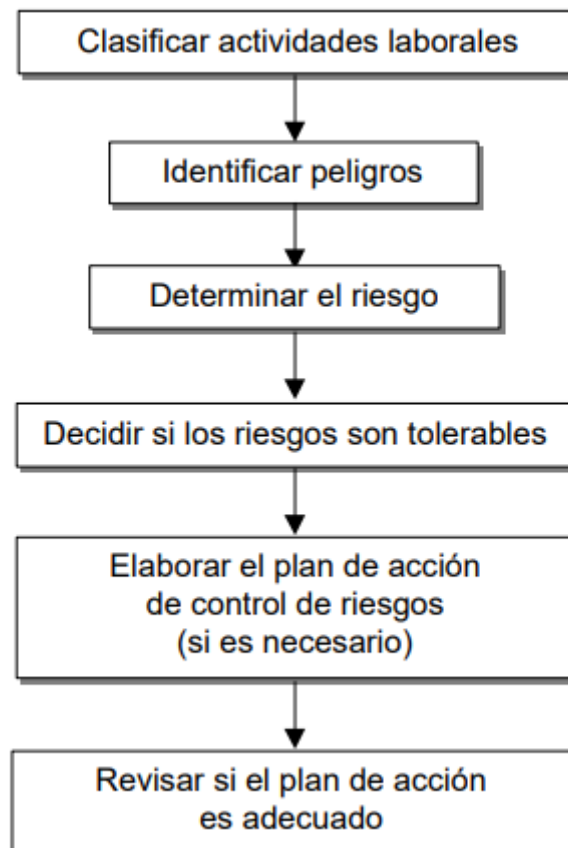 Clasificar actividades laborales
Identificar peligros
Determinar el riesgo
Decidir si los riesgos son tolerables
Elaborar el plan de acción
de control de riesgos
(si es necesario)
Revisar si el plan de acción
es adecuado